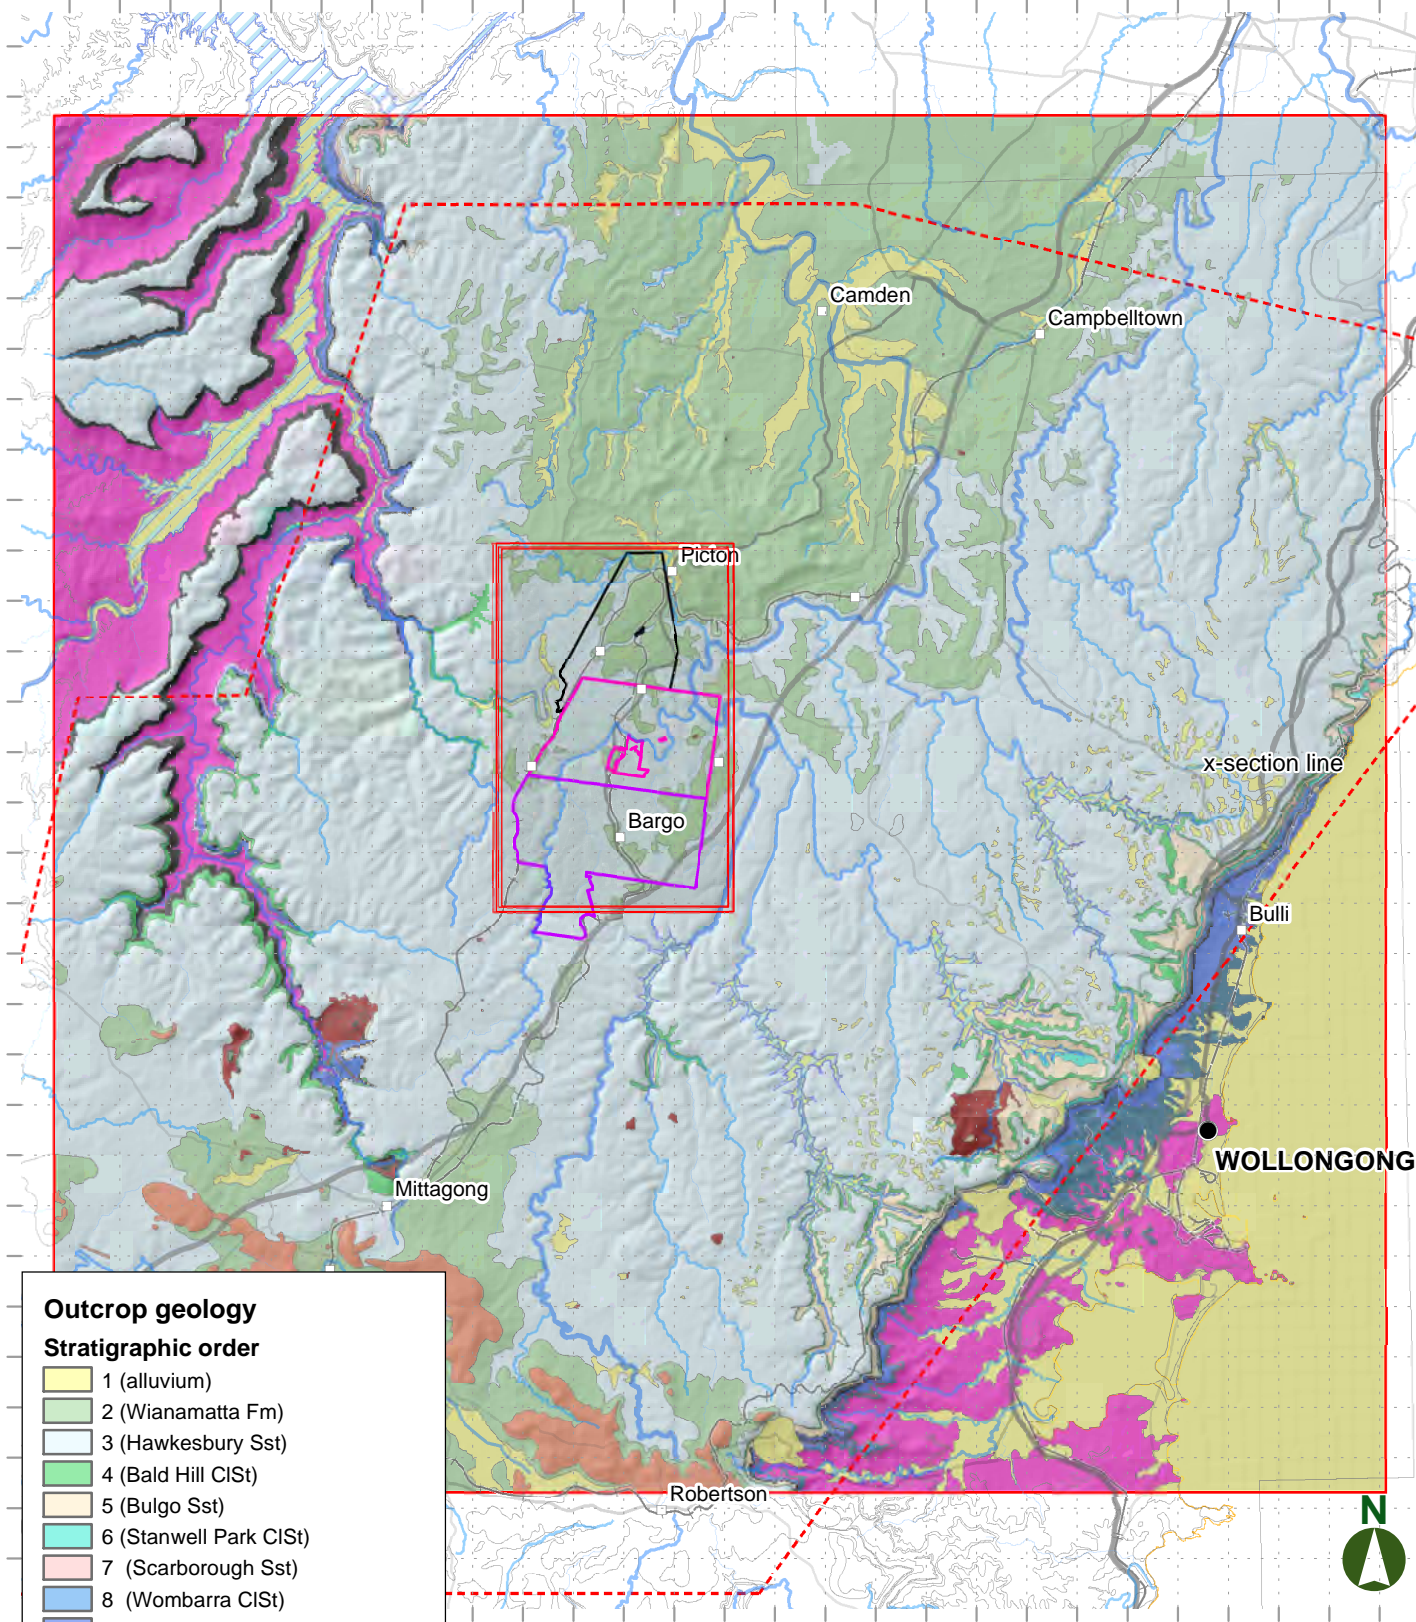 Camden
Campbelltown
Picton
x-section line
Bargo
Bulli
WOLLONGONG
Mittagong
Outcrop geology
Stratigraphic order
1 (alluvium)
2 (Wianamatta Fm)
3 (Hawkesbury Sst)
4 (Bald Hill ClSt)
5 (Bulgo Sst)
6 (Stanwell Park ClSt)
7 (Scarborough Sst)
8 (Wombarra ClSt)
Robertson
N